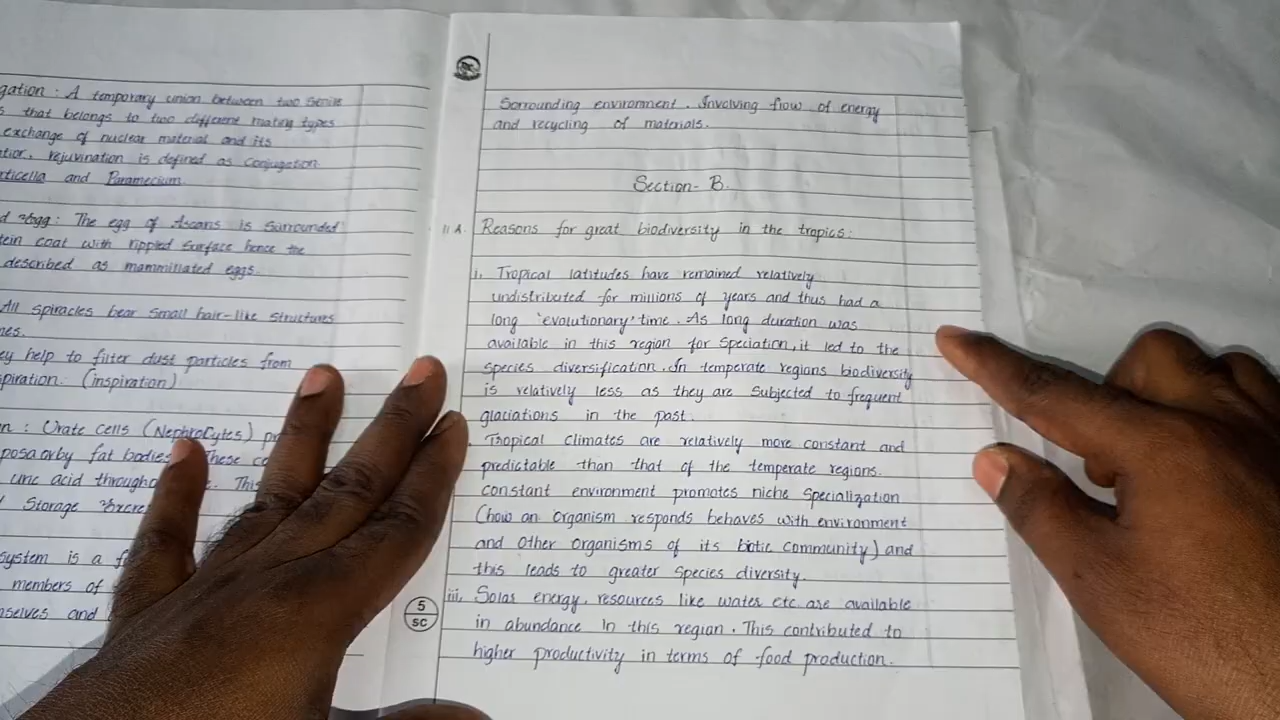 gation : A temporary union between two Senile
s that belongs to two different mating types
exchange of nuclear material and its
ation, rejuvination is defined as Conjugation.
rticella and Paramecium.
d egg: The egg of Ascaris is Surrounded
tein coat with rippled surface hence the
described as mammillated eggs.
All spiracles bear small hair-like structures
nes.
ey help to filter dust particles from
piration. (inspiration)
n : Urate cells (Nephrocytes) pr
posa orby fat bodies. These ce
uric acid througho This
Storage
system is a f
members of
nselves and
5
SC
Sorrounding environment. Involving flow of energy
and recycling of materials.
Section- B.
11 A. Reasons for great biodiversity in the tropics:
i. Tropical latitudes have remained relatively
undistributed for millions of years and thus had a
long 'evolutionary' time. As long duration was
available in this region for Speciation, it led to the
species diversification. In temperate regions biodiversity
is relatively less as they are Subjected to frequent
glaciations in the past.
Tropical climates are relatively more constant and
predictable than that of the temperate regions.
constant environment promotes niche specialization
(how an organism responds behaves with environment
and other organisms of its biotic community) and
this leads to greater species diversity.
iii. Solar energy, resources like water etc. are available
in abundance In this region. This contributed to
higher productivity in terms of food production.